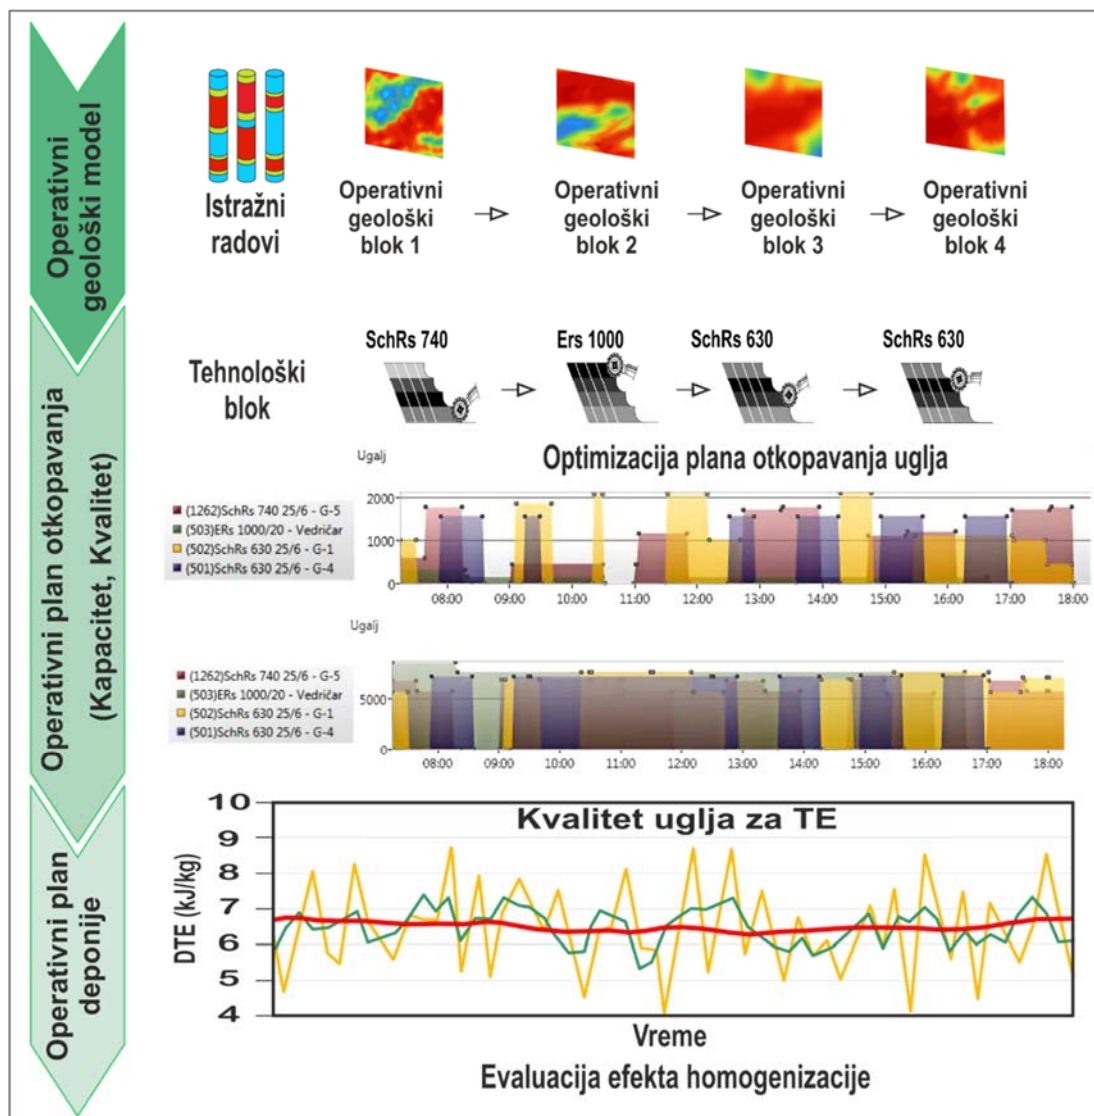 Operativni
geološki model
Istražni
radovi
Operativni
geološki
blok 1
Operativni
geološki
blok 2
Operativni
geološki
blok 3
Operativni
geološki
blok 4
Operativni plan otkopavanja
(Kapacitet, Kvalitet)
Tehnološki
blok
SchRs 740
Ers 1000
SchRs 630
SchRs 630
Optimizacija plana otkopavanja uglja
Ugalj
(1262)SchRs 740 25/6 - G-5
(503)ERs 1000/20 - Vedričar
(502)SchRs 630 25/6 - G-1
(501)SchRs 630 25/6 - G-4
2000
1000
0
08:00 09:00 10:00 11:00 12:00 13:00 14:00 15:00 16:00 17:00 18:00
Ugalj
(1262)SchRs 740 25/6 - G-5
(503)ERs 1000/20 - Vedričar
(502)SchRs 630 25/6 - G-1
(501)SchRs 630 25/6 - G-4
5000
0
08:00 09:00 10:00 11:00 12:00 13:00 14:00 15:00 16:00 17:00 18:00
Operativni plan
deponije
Kvalitet uglja za TE
DTE (kJ/kg)
10
9
8
7
6
5
4
Vreme
Evaluacija efekta homogenizacije